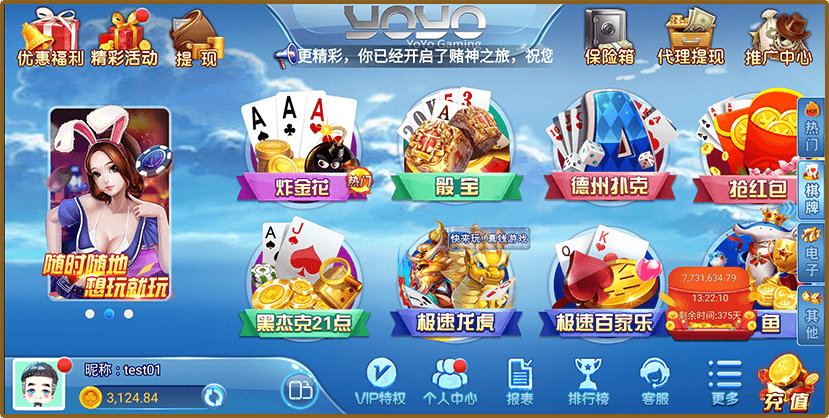 YOYO
YoYo Gaming
优惠福利
精彩活动
提现
更精彩，你已经开启了赌神之旅，祝您
保险箱
代理提现
推广中心
随时随地
想玩就玩
炸金花
热门
骰宝
德州扑克
抢红包
黑杰克21点
快来玩 真钱游戏
极速龙虎
极速百家乐
鱼
7,731,634.79
13:22:10
剩余时间:375天
热门
棋牌
电子
其他
昵称：test01
3,124.84
VIP特权
个人中心
报表
排行榜
客服
更多
充值